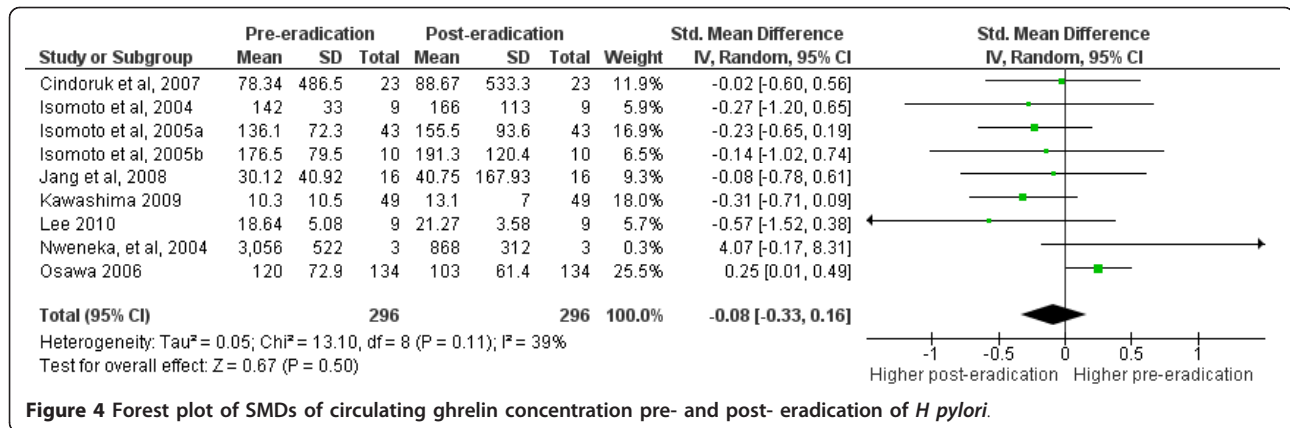 Pre-eradication Post-eradication Std. Mean Difference Std. Mean Difference
Study or Subgroup Mean SD Total Mean SD Total Weight IV, Random, 95% CI IV, Random, 95% CI
Cindoruk et al, 2007 78.34 486.5 23 88.67 533.3 23 11.9% -0.02 [-0.60, 0.56]
Isomoto et al, 2004 142 33 9 166 113 9 5.9% -0.27 [-1.20, 0.65]
Isomoto et al, 2005a 136.1 72.3 43 155.5 93.6 43 16.9% -0.23 [-0.65, 0.19]
Isomoto et al, 2005b 176.5 79.5 10 191.3 120.4 10 6.5% -0.14 [-1.02, 0.74]
Jang et al, 2008 30.12 40.92 16 40.75 167.93 16 9.3% -0.08 [-0.78, 0.61]
Kawashima 2009 10.3 10.5 49 13.1 7 49 18.0% -0.31 [-0.71, 0.09]
Lee 2010 18.64 5.08 9 21.27 3.58 9 5.7% -0.57 [-1.52, 0.38]
Nweneka, et al, 2004 3,056 522 3 868 312 3 0.3% 4.07 [-0.17, 8.31]
Osawa 2006 120 72.9 134 103 61.4 134 25.5% 0.25 [0.01, 0.49]
Total (95% CI) 296 296 100.0% -0.08 [-0.33, 0.16]
Heterogeneity: Tau² = 0.05; Chi² = 13.10, df = 8 (P = 0.11); I² = 39%
Test for overall effect: Z = 0.67 (P = 0.50)
-1 -0.5 0 0.5 1
Higher post-eradication Higher pre-eradication
Figure 4 Forest plot of SMDs of circulating ghrelin concentration pre- and post- eradication of H pylori.